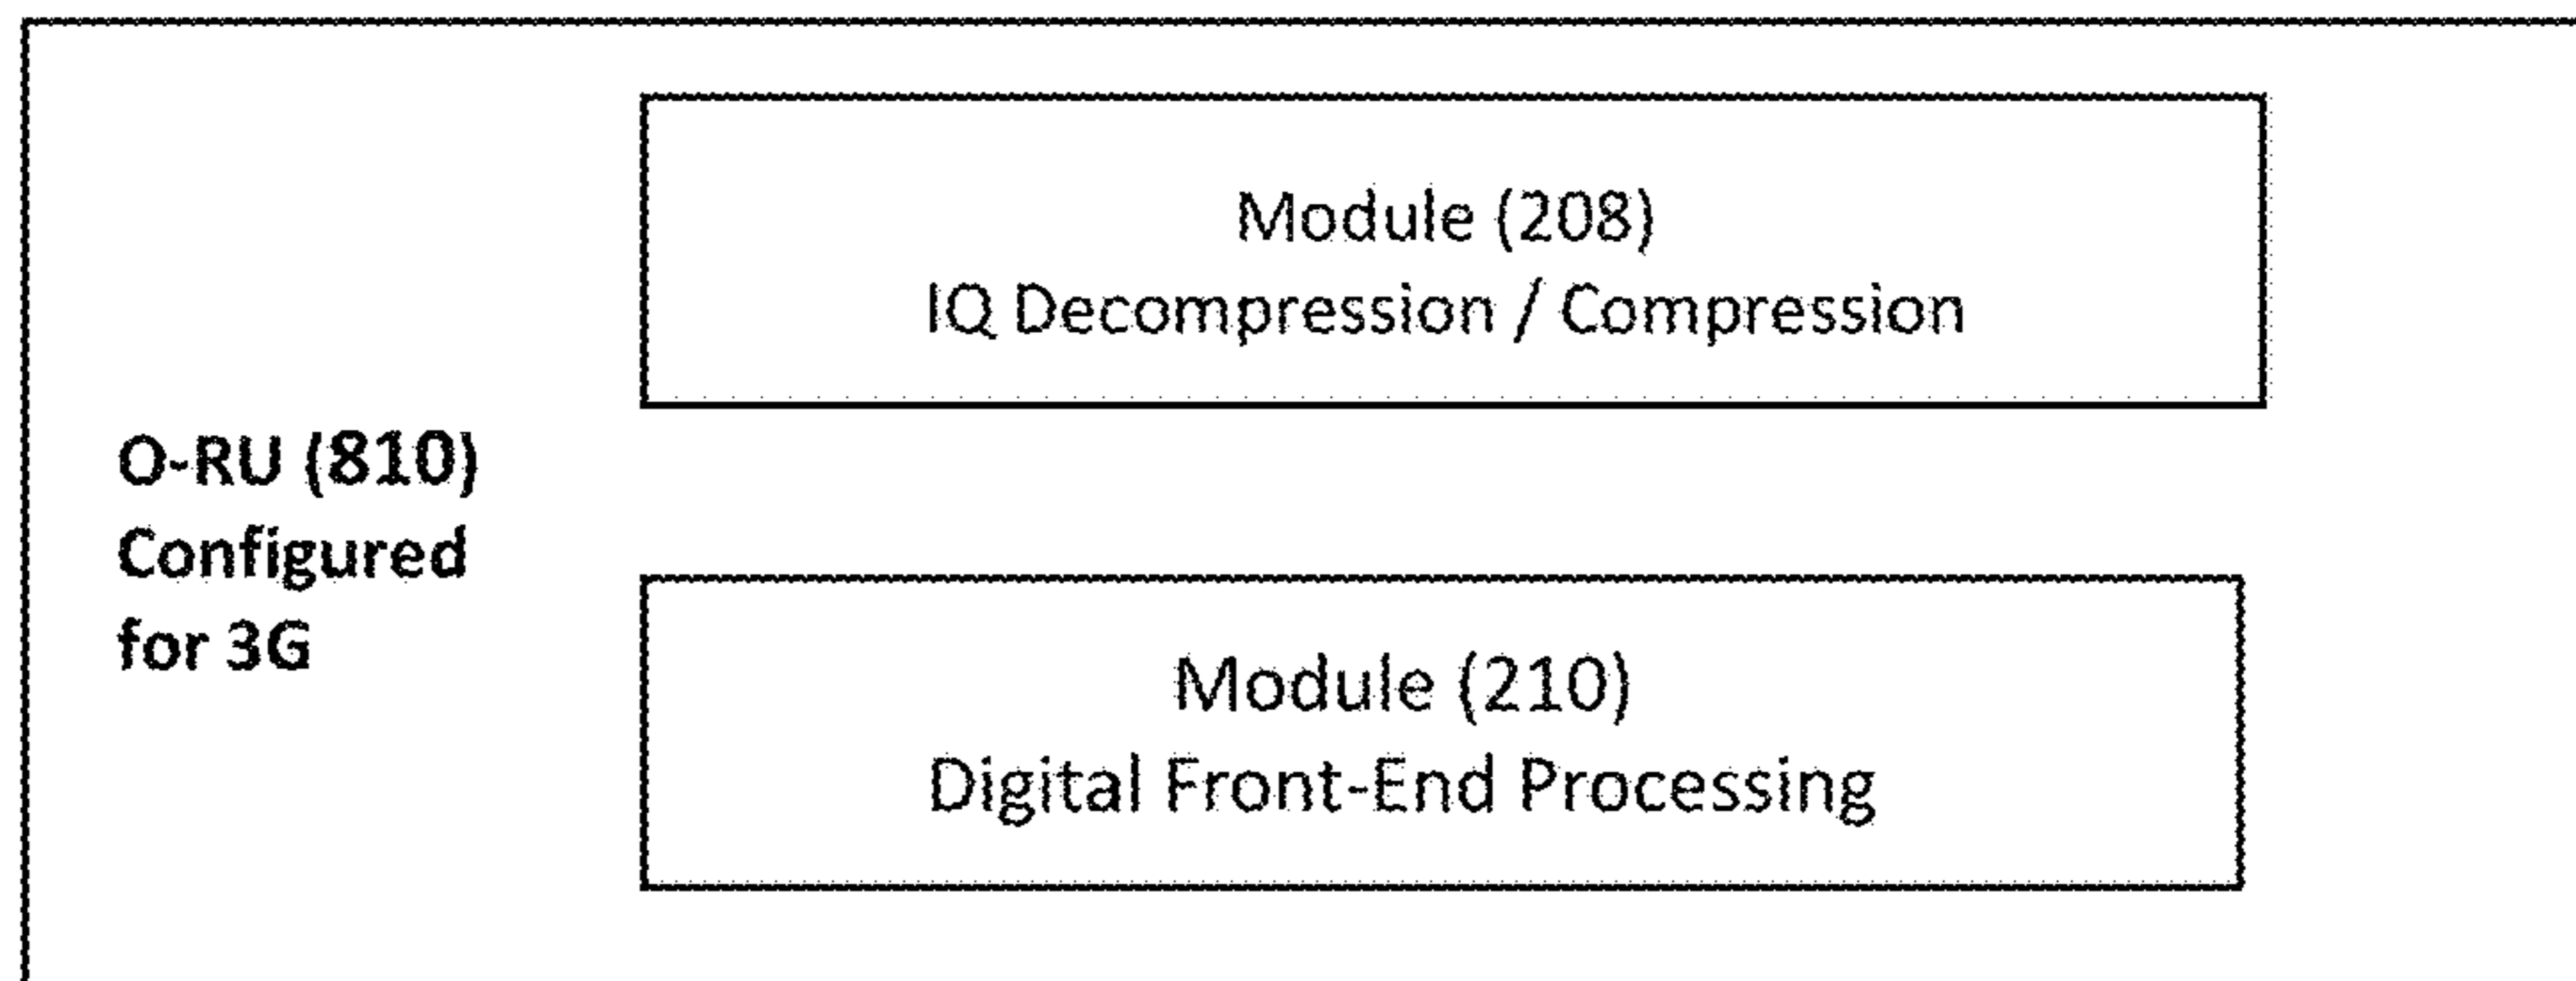 Module (208)
IQ Decompression / Compression
O-RU (810)
Configured
for 3G
Module (210)
Digital Front-End Processing